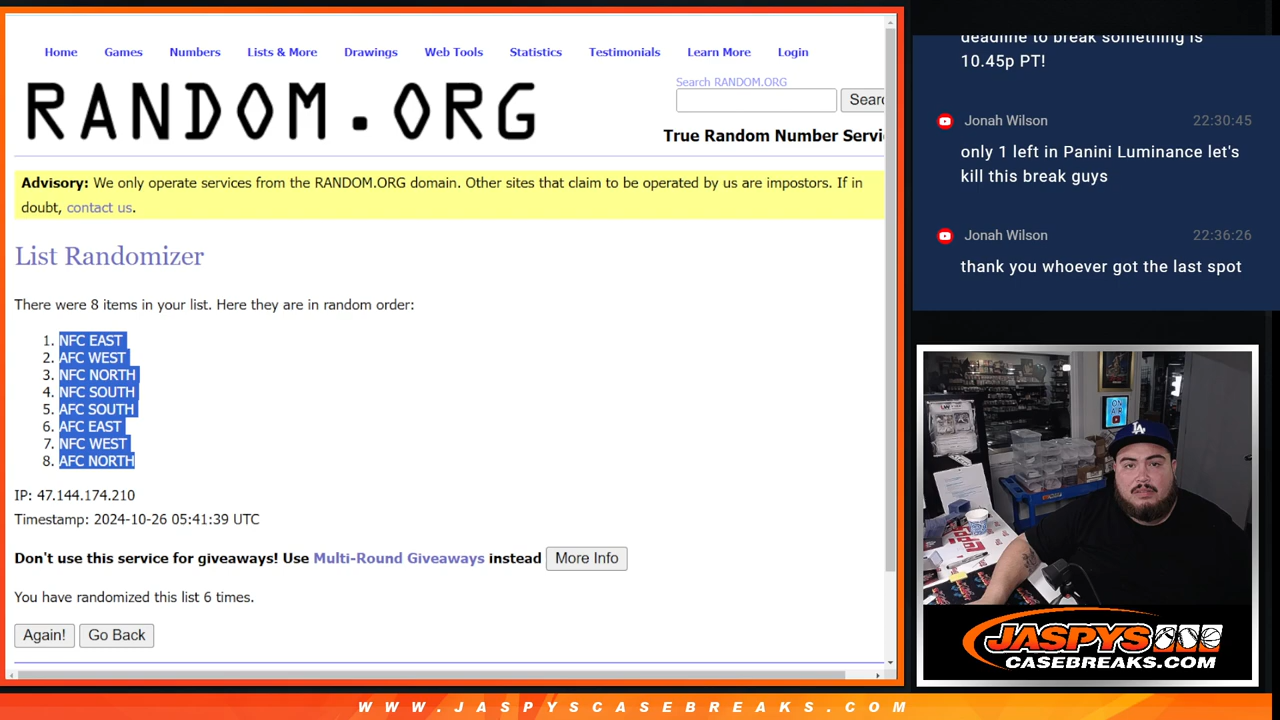 Home Games Numbers Lists & More Drawings Web Tools Statistics Testimonials Learn More Login
RANDOM.ORG
Search RANDOM.ORG
True Random Number Servi
Advisory: We only operate services from the RANDOM.ORG domain. Other sites that claim to be operated by us are impostors. If in
doubt, contact us.
List Randomizer
There were 8 items in your list. Here they are in random order:
1. NFC EAST
2. AFC WEST
3. NFC NORTH
4. NFC SOUTH
5. AFC SOUTH
6. AFC EAST
7. NFC WEST
8. AFC NORTH
IP: 47.144.174.210
Timestamp: 2024-10-26 05:41:39 UTC
Don't use this service for giveaways! Use Multi-Round Giveaways instead More Info
You have randomized this list 6 times.
Again! Go Back
deadline to break something is
10.45p PT!
Jonah Wilson 22:30:45
only 1 left in Panini Luminance let's
kill this break guys
Jonah Wilson 22:36:26
thank you whoever got the last spot
ON
AIR
LA
JASPYS
CASEBREAKS.COM
WWW.JASPYSCASEBREAKS.COM